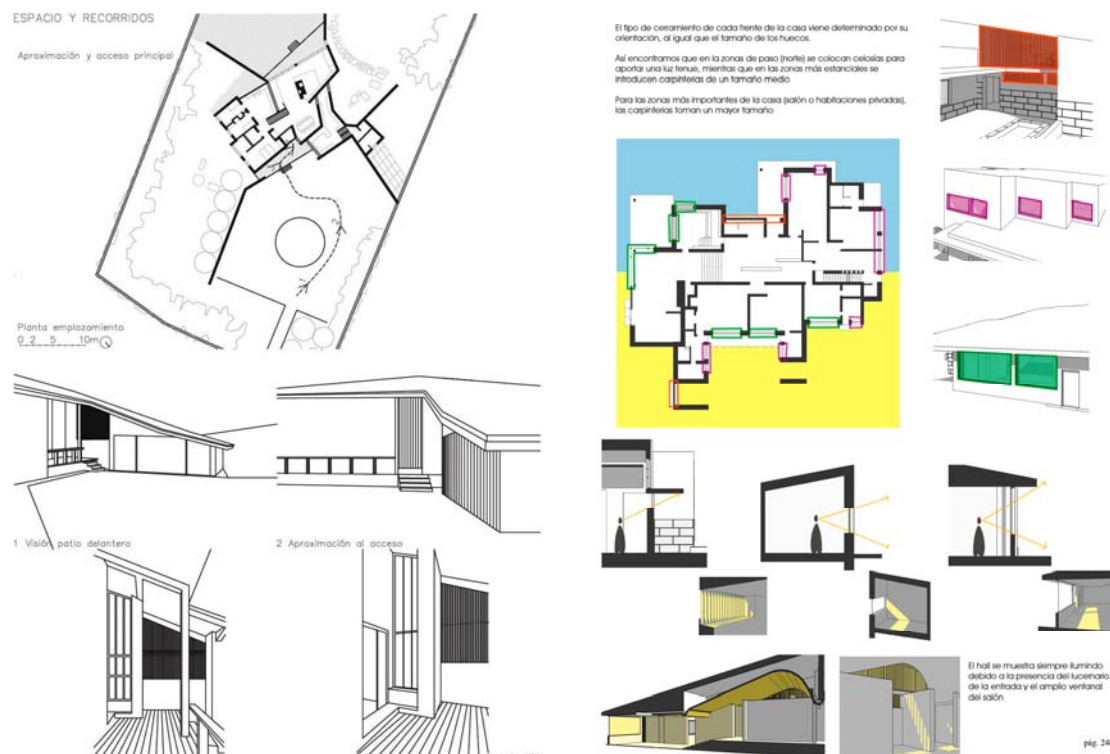 ESPACIO Y RECORRIDOS
Aproximación y acceso principal
Planta emplazamiento
0 2 5 10m
1 Visión patio delantero
2 Aproximación al acceso
El tipo de cerramiento de cada frente de la casa viene determinado por su
orientación, al igual que el tamaño de los huecos.
Así encontramos que en la zonas de paso (norte) se colocan celosías para
aportar una luz tenue, mientras que en las zonas más estanciales se
introducen carpinterías de un tamaño medio
Para las zonas más importantes de la casa (salón o habitaciones privadas),
las carpinterías toman un mayor tamaño
El hall se muestra siempre ilumindo
debido a la presencia del lucernario
de la entrada y el amplio ventanal
del salón